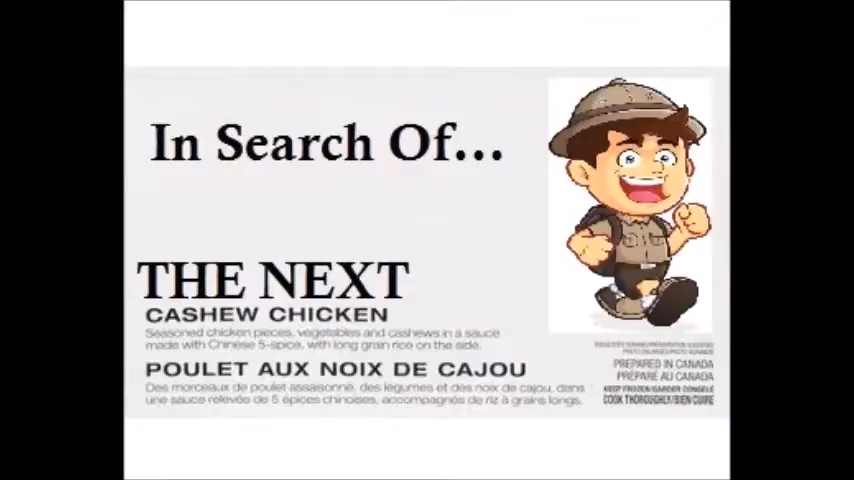 In Search Of...
THE NEXT
CASHEW CHICKEN
Seasoned chicken pieces, vegetables and cashews in a sauce
made with Chinese 5-spice, with long grain rice on the side.
POULET AUX NOIX DE CAJOU
Des morceaux de poulet assaisonné, des légumes et des noix de cajou, dans
une sauce relevée de 5 épices chinoises, accompagnés de riz à grains longs.
PREPARED IN CANADA
PRÉPARÉ AU CANADA
KEEP FROZEN/GARDER CONGELÉ
COOK THOROUGHLY/BIEN CUIRE